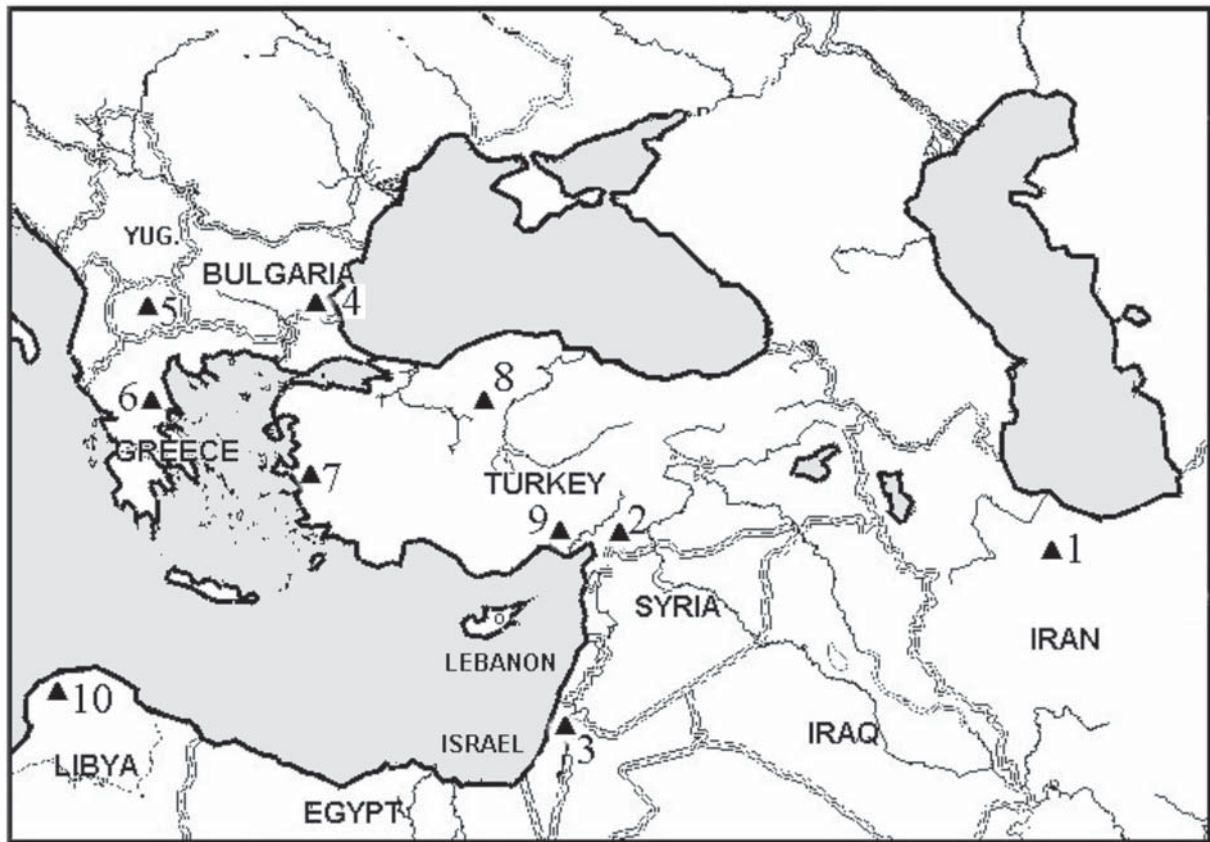 YUG.
BULGARIA
4
5
8
6
GREECE
7
TURKEY
9
2
1
SYRIA
IRAN
LEBANON
10
ISRAEL
3
IRAQ
LIBYA
EGYPT